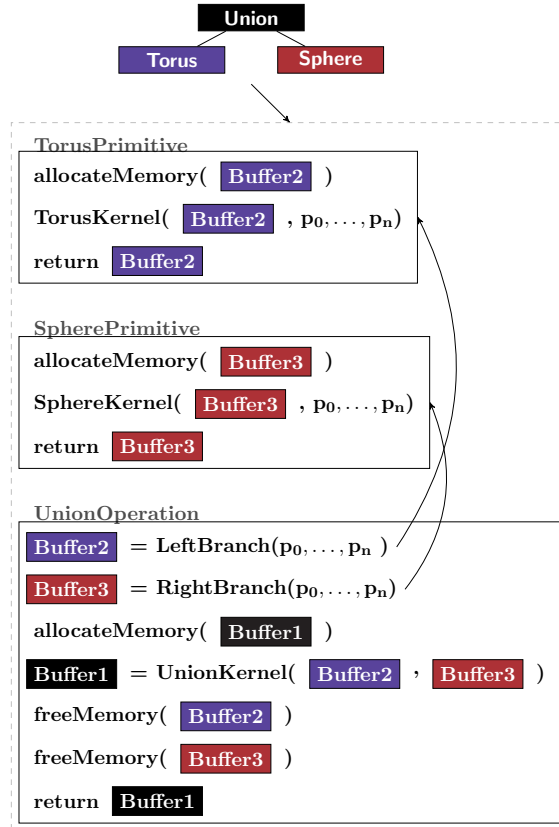 Union
Torus Sphere
TorusPrimitive
allocateMemory( Buffer2 )
TorusKernel( Buffer2 , p₀, . . . , pₙ)
return Buffer2
SpherePrimitive
allocateMemory( Buffer3 )
SphereKernel( Buffer3 , p₀, . . . , pₙ)
return Buffer3
UnionOperation
Buffer2 = LeftBranch(p₀, . . . , pₙ )
Buffer3 = RightBranch(p₀, . . . , pₙ)
allocateMemory( Buffer1 )
Buffer1 = UnionKernel( Buffer2 , Buffer3 )
freeMemory( Buffer2 )
freeMemory( Buffer3 )
return Buffer1